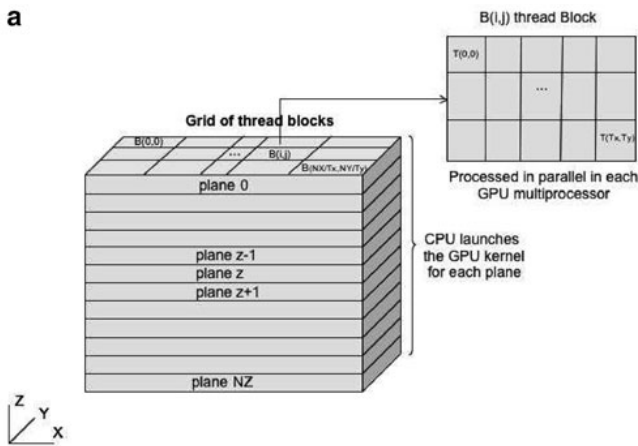 a
B(i,j) thread Block
T(0,0)
...
T(Tx,Ty)
Processed in parallel in each
GPU multiprocessor
Grid of thread blocks
B(0,0)
...
B(i,j)
B(NX/Tx,NY/Ty)
plane 0
plane z-1
plane z
plane z+1
plane NZ
CPU launches
the GPU kernel
for each plane
Z
Y
X